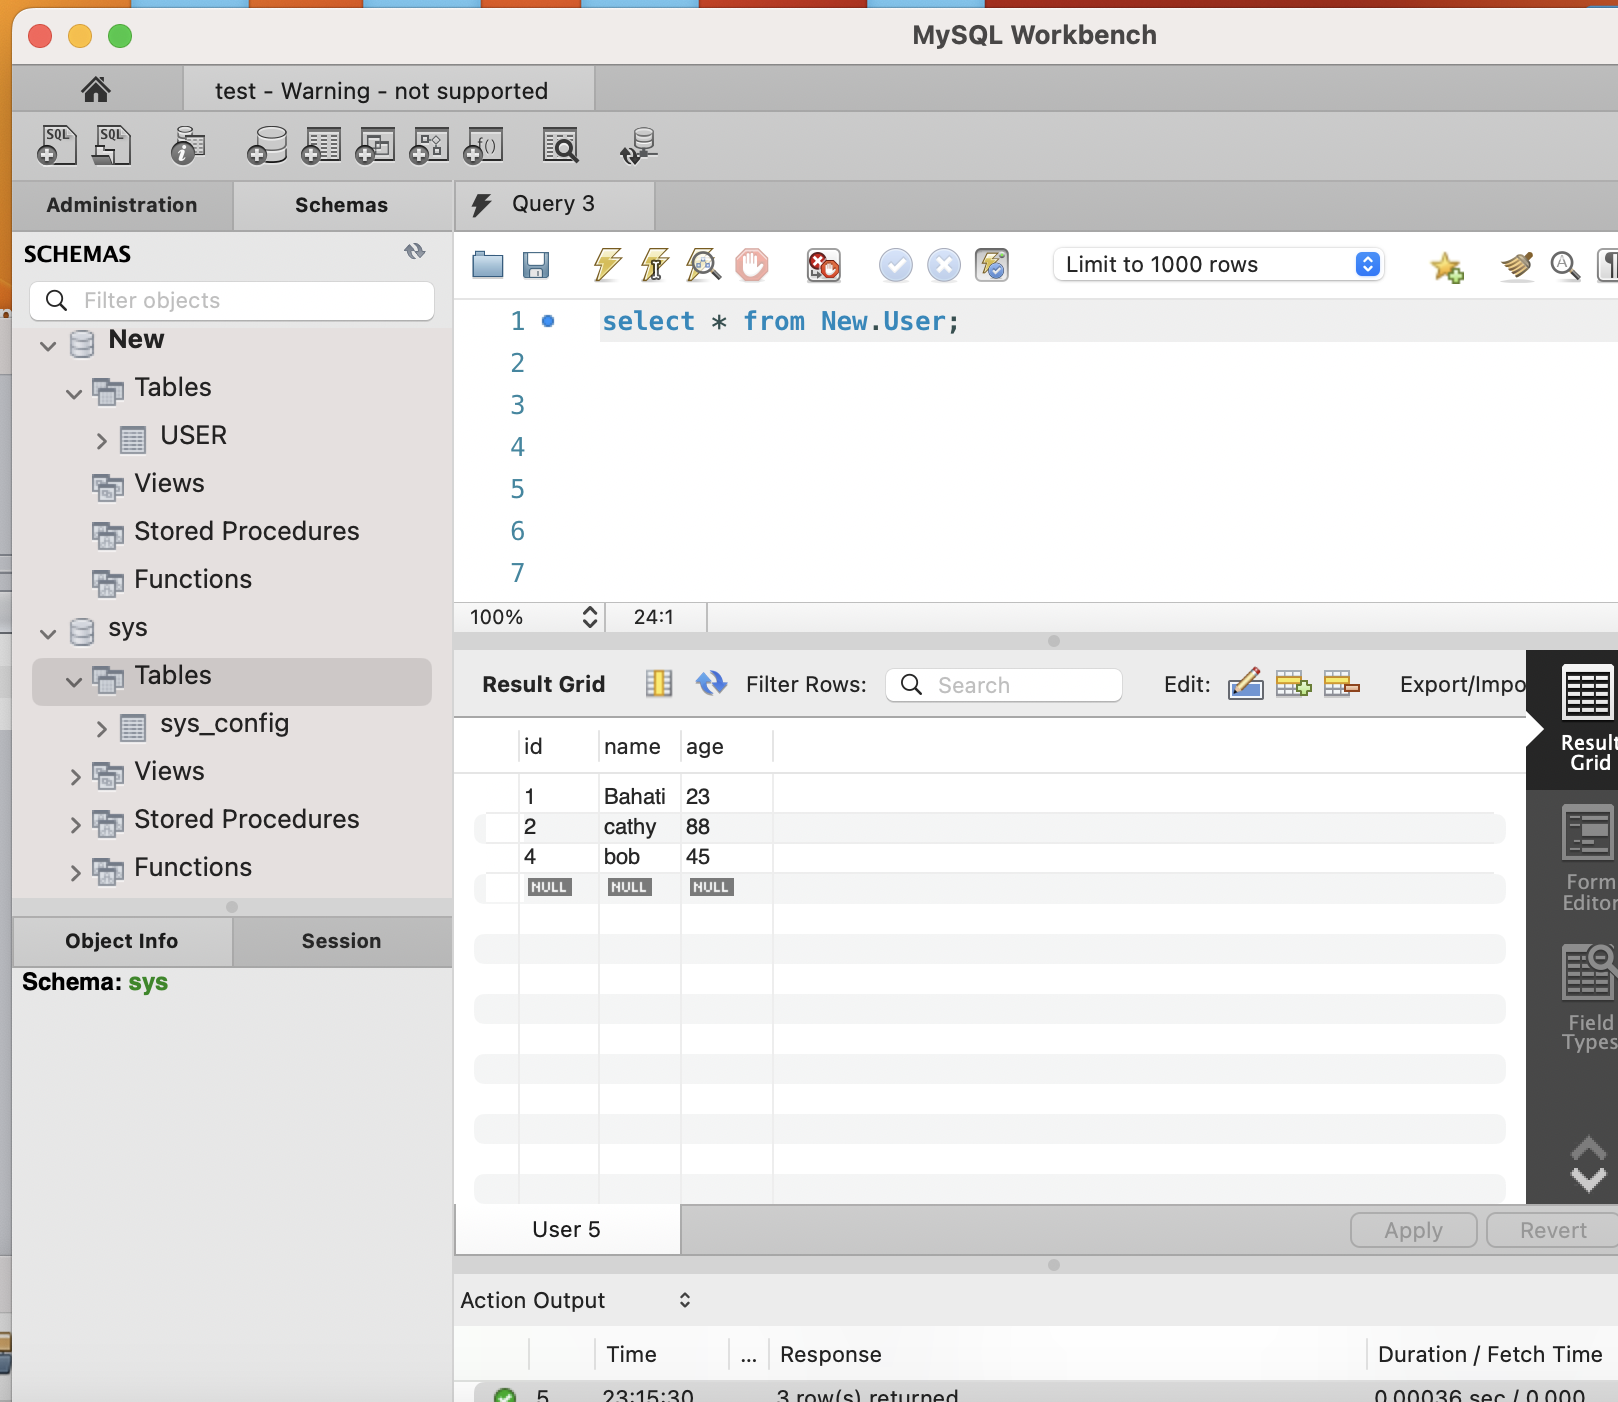 MySQL Workbench
test - Warning - not supported
SQL SQL
Administration Schemas Query 3
SCHEMAS
Filter objects
Limit to 1000 rows
New
Tables
USER
Views
Stored Procedures
Functions
sys
Tables
sys_config
Views
Stored Procedures
Functions
Object Info Session
Schema: sys
1 select * from New.User;
2
3
4
5
6
7
100% 24:1
Result Grid Filter Rows: Search Edit: Export/Impo
id name age
1 Bahati 23
2 cathy 88
4 bob 45
NULL NULL NULL
Result
Grid
Form
Editor
Field
Types
User 5 Apply Revert
Action Output
Time ... Response Duration / Fetch Time
5 23:15:30 3 row(s) returned 0.00036 sec / 0.000